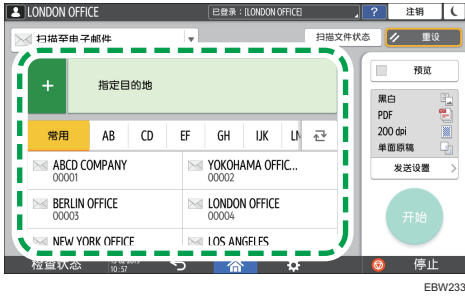 LONDON OFFICE
已登录：[LONDON OFFICE]
?
注销
扫描至电子邮件
扫描文件状态
重设
+
指定目的地
预览
黑白
PDF
200 dpi
单面原稿
发送设置
常用 AB CD EF GH IJK
ABCD COMPANY
00001
YOKOHAMA OFFIC...
00002
BERLIN OFFICE
00003
LONDON OFFICE
00004
NEW YORK OFFICE
LOS ANGELES
开始
检查状态
10:57
停止
EBW233